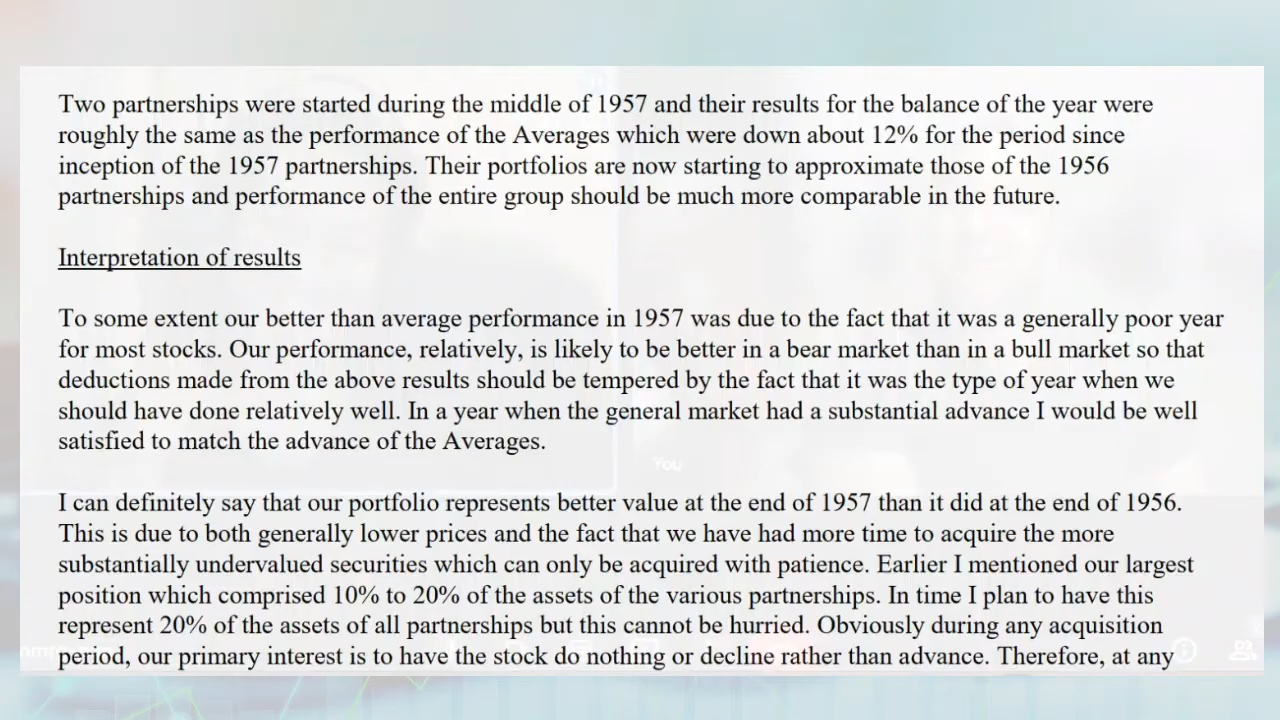 Two partnerships were started during the middle of 1957 and their results for the balance of the year were
roughly the same as the performance of the Averages which were down about 12% for the period since
inception of the 1957 partnerships. Their portfolios are now starting to approximate those of the 1956
partnerships and performance of the entire group should be much more comparable in the future.
Interpretation of results
To some extent our better than average performance in 1957 was due to the fact that it was a generally poor year
for most stocks. Our performance, relatively, is likely to be better in a bear market than in a bull market so that
deductions made from the above results should be tempered by the fact that it was the type of year when we
should have done relatively well. In a year when the general market had a substantial advance I would be well
satisfied to match the advance of the Averages.
You
I can definitely say that our portfolio represents better value at the end of 1957 than it did at the end of 1956.
This is due to both generally lower prices and the fact that we have had more time to acquire the more
substantially undervalued securities which can only be acquired with patience. Earlier I mentioned our largest
position which comprised 10% to 20% of the assets of the various partnerships. In time I plan to have this
represent 20% of the assets of all partnerships but this cannot be hurried. Obviously during any acquisition
period, our primary interest is to have the stock do nothing or decline rather than advance. Therefore, at any